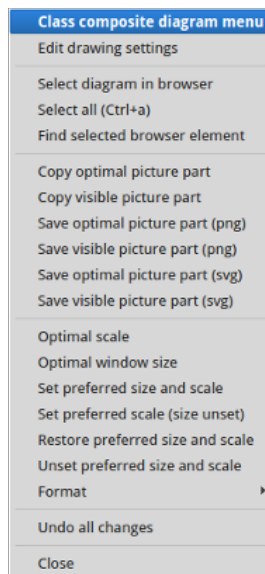 Class composite diagram menu
Edit drawing settings
Select diagram in browser
Select all (Ctrl+a)
Find selected browser element
Copy optimal picture part
Copy visible picture part
Save optimal picture part (png)
Save visible picture part (png)
Save optimal picture part (svg)
Save visible picture part (svg)
Optimal scale
Optimal window size
Set preferred size and scale
Set preferred scale (size unset)
Restore preferred size and scale
Unset preferred size and scale
Format
Undo all changes
Close